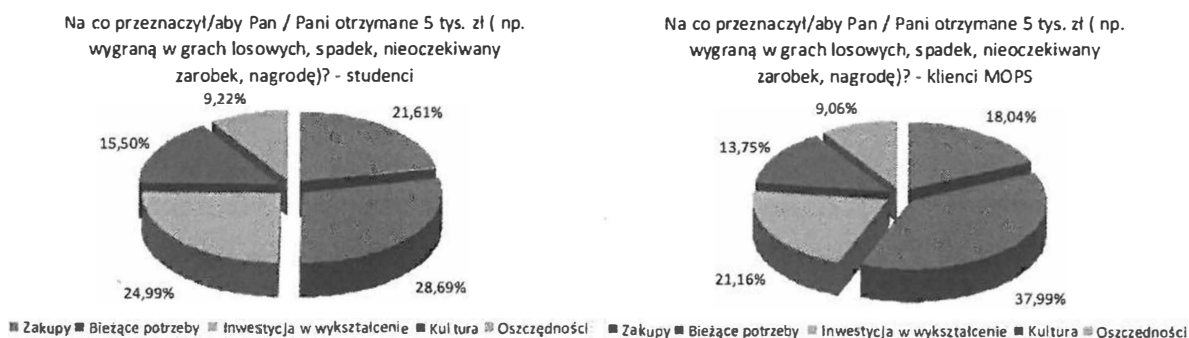 Na co przeznaczył/aby Pan / Pani otrzymane 5 tys. zł ( np.
wygraną w grach losowych, spadek, nieoczekiwany
zarobek, nagrodę)? - studenci
9,22%
21,61%
15,50%
24,99%
28,69%
Zakupy Bieżące potrzeby Inwestycja w wykształcenie Kultura Oszczędności
Na co przeznaczył/aby Pan / Pani otrzymane 5 tys. zł ( np.
wygraną w grach losowych, spadek, nieoczekiwany
zarobek, nagrodę)? - klienci MOPS
9,06%
18,04%
13,75%
21,16%
37,99%
Zakupy Bieżące potrzeby Inwestycja w wykształcenie Kultura Oszczędności